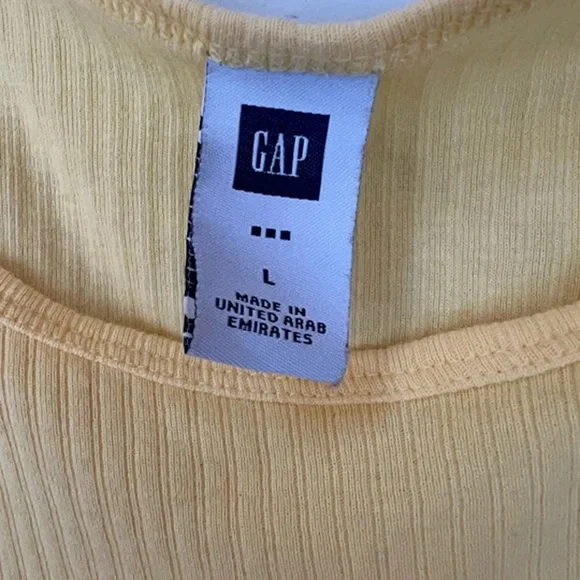 GAP
L
MADE IN
UNITED ARAB
EMIRATES